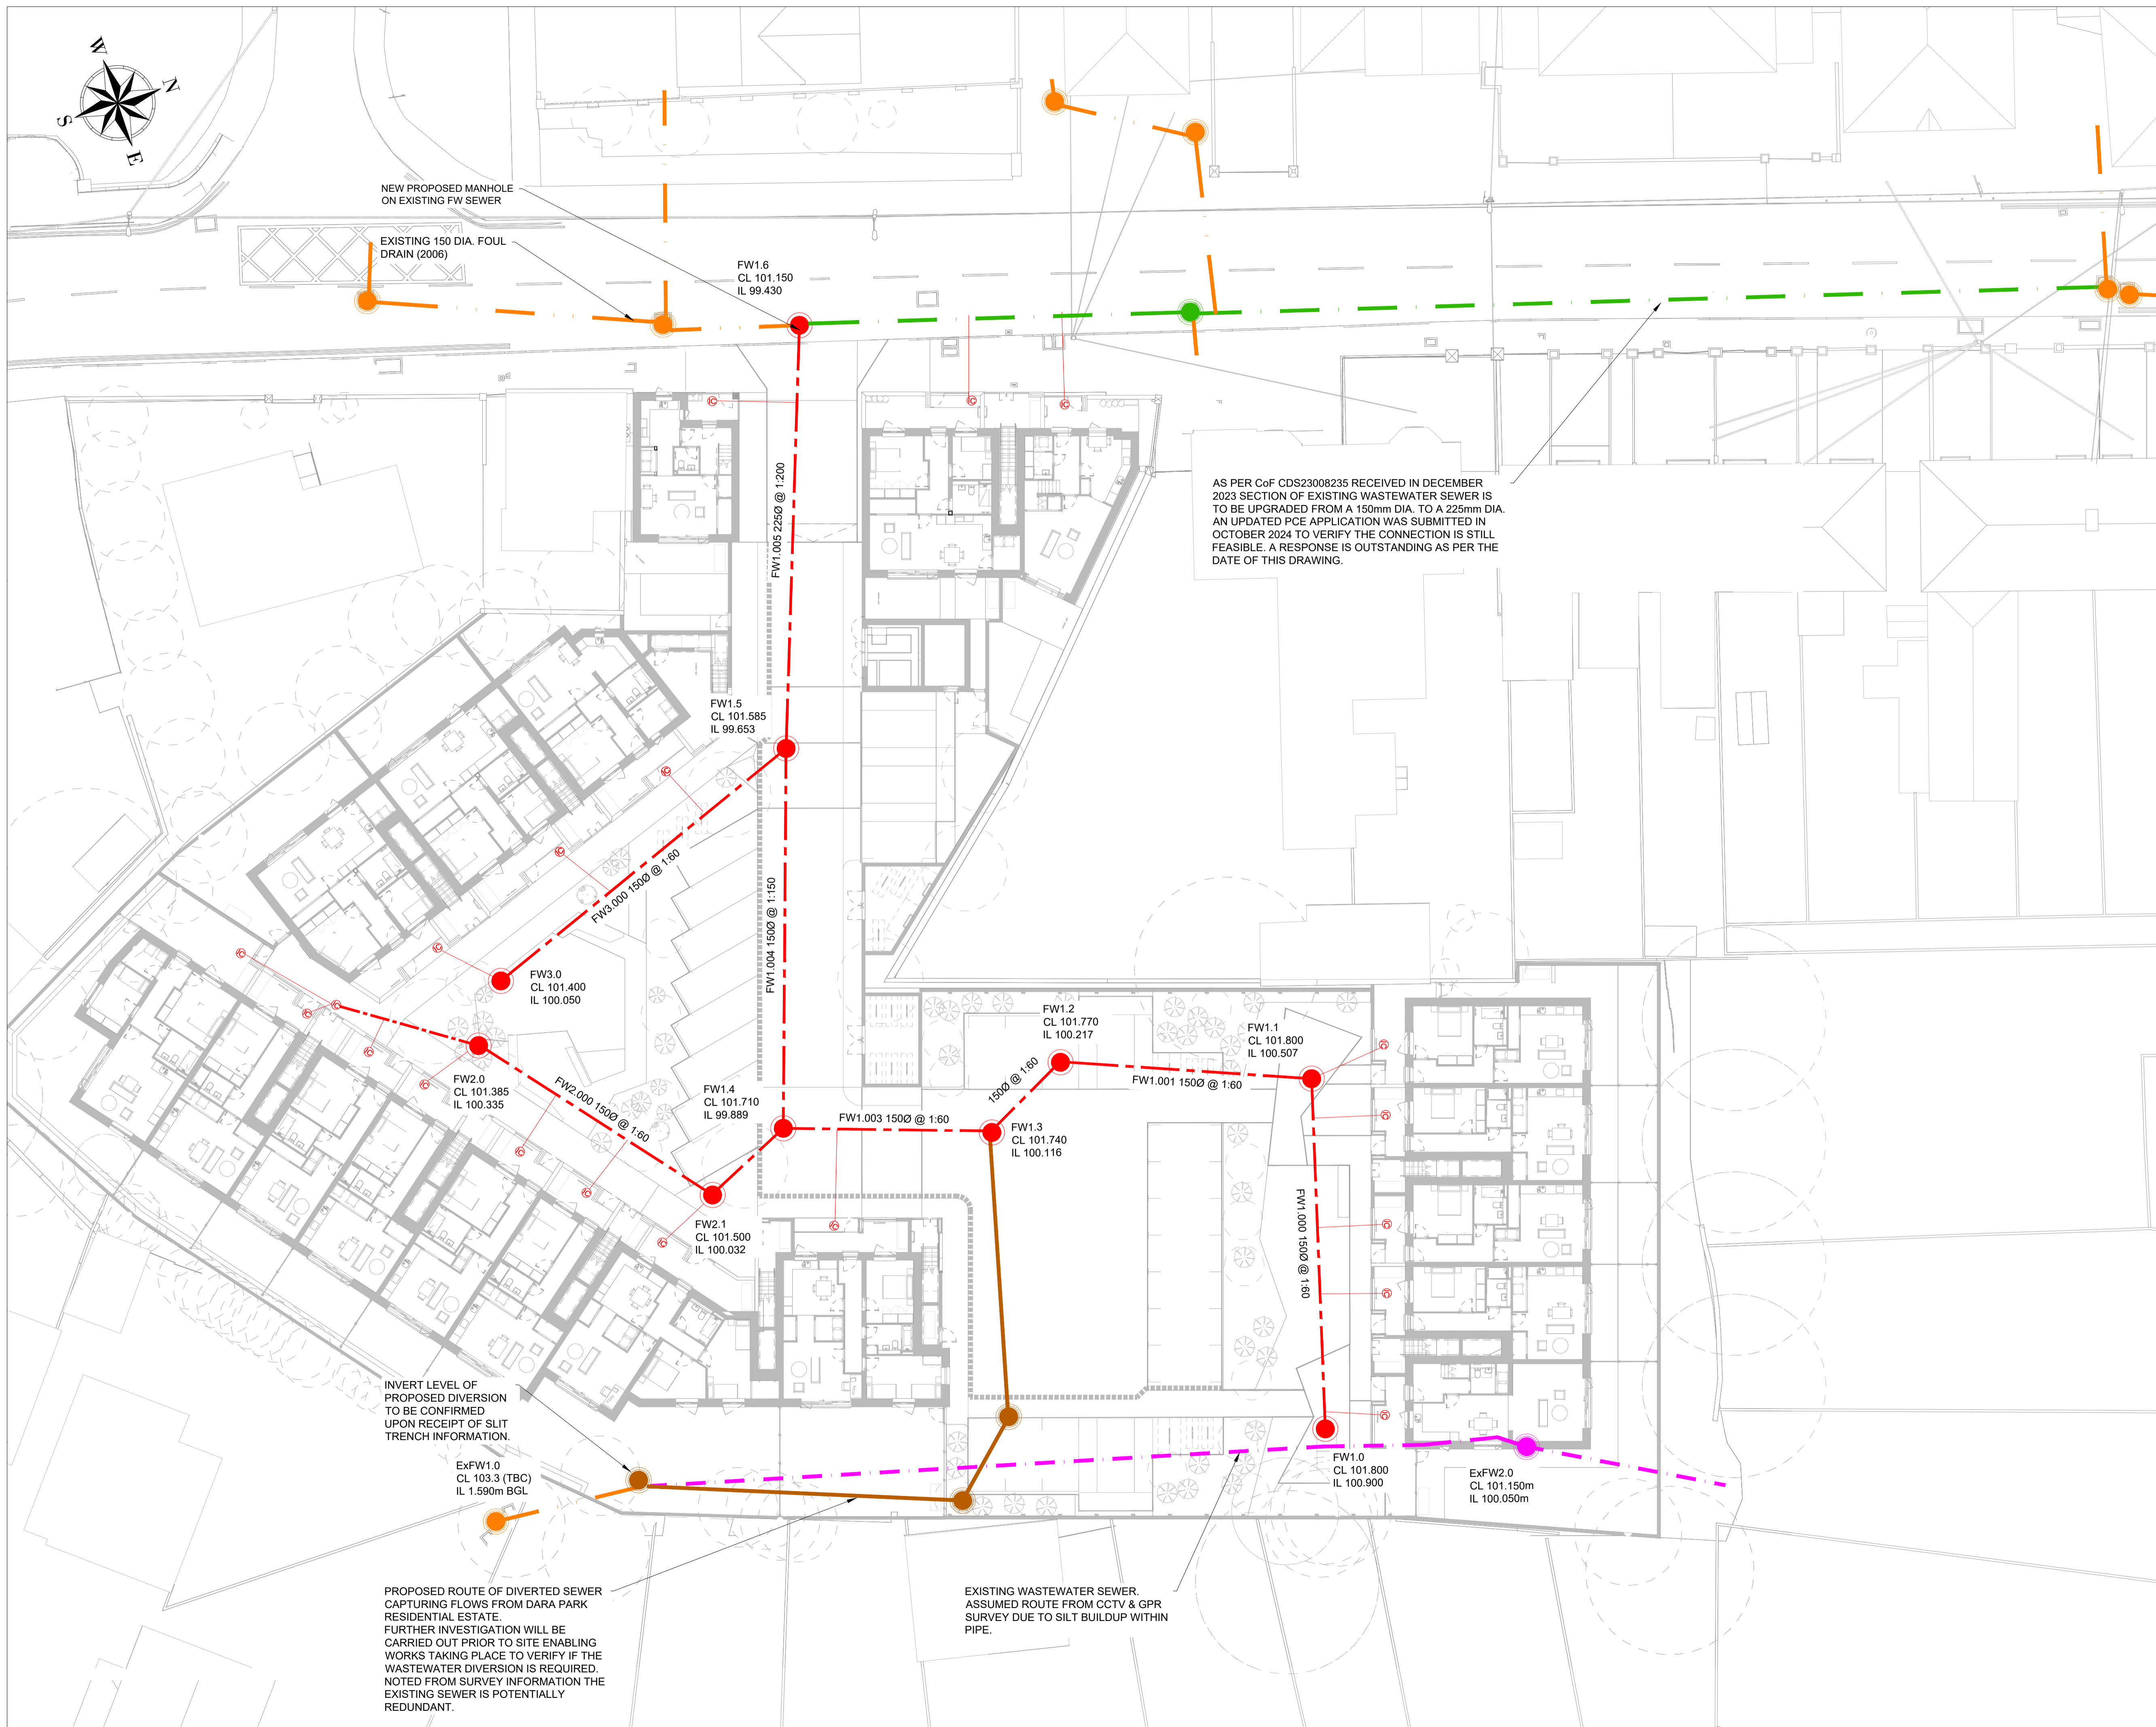 W
N
S
E
NEW PROPOSED MANHOLE
ON EXISTING FW SEWER
EXISTING 150 DIA. FOUL
DRAIN (2006)
FW1.6
CL 101.150
IL 99.430
FW1.005 225Ø @ 1:200
AS PER CoF CDS23008235 RECEIVED IN DECEMBER
2023 SECTION OF EXISTING WASTEWATER SEWER IS
TO BE UPGRADED FROM A 150mm DIA. TO A 225mm DIA.
AN UPDATED PCE APPLICATION WAS SUBMITTED IN
OCTOBER 2024 TO VERIFY THE CONNECTION IS STILL
FEASIBLE. A RESPONSE IS OUTSTANDING AS PER THE
DATE OF THIS DRAWING.
FW1.5
CL 101.585
IL 99.653
FW3.000 150Ø @ 1:60
FW1.004 150Ø @ 1:150
FW3.0
CL 101.400
IL 100.050
FW1.2
CL 101.770
IL 100.217
FW1.1
CL 101.800
IL 100.507
150Ø @ 1:60
FW1.001 150Ø @ 1:60
FW2.0
CL 101.385
IL 100.335
FW2.000 150Ø @ 1:60
FW1.4
CL 101.710
IL 99.889
FW1.003 150Ø @ 1:60
FW1.3
CL 101.740
IL 100.116
FW1.000 150Ø @ 1:60
FW2.1
CL 101.500
IL 100.032
INVERT LEVEL OF
PROPOSED DIVERSION
TO BE CONFIRMED
UPON RECEIPT OF SLIT
TRENCH INFORMATION.
ExFW1.0
CL 103.3 (TBC)
IL 1.590m BGL
FW1.0
CL 101.800
IL 100.900
ExFW2.0
CL 101.150m
IL 100.050m
PROPOSED ROUTE OF DIVERTED SEWER
CAPTURING FLOWS FROM DARA PARK
RESIDENTIAL ESTATE.
FURTHER INVESTIGATION WILL BE
CARRIED OUT PRIOR TO SITE ENABLING
WORKS TAKING PLACE TO VERIFY IF THE
WASTEWATER DIVERSION IS REQUIRED.
NOTED FROM SURVEY INFORMATION THE
EXISTING SEWER IS POTENTIALLY
REDUNDANT.
EXISTING WASTEWATER SEWER.
ASSUMED ROUTE FROM CCTV & GPR
SURVEY DUE TO SILT BUILDUP WITHIN
PIPE.